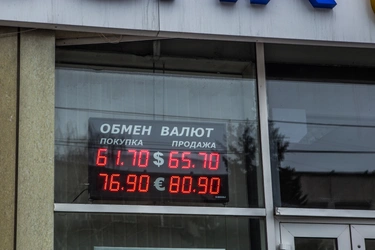 ОБМЕН ВАЛЮТ
ПОКУПКА ПРОДАЖА
61.70 $ 65.70
76.90 € 80.90